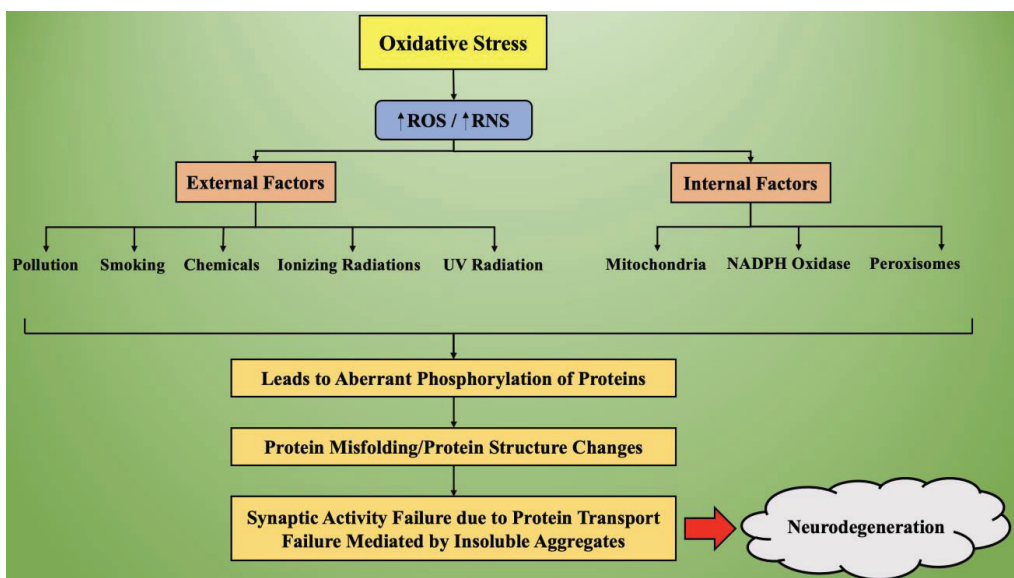 Oxidative Stress
↑ROS / ↑RNS
External Factors
Internal Factors
Pollution
Smoking
Chemicals
Ionizing Radiations
UV Radiation
Mitochondria
NADPH Oxidase
Peroxisomes
Leads to Aberrant Phosphorylation of Proteins
Protein Misfolding/Protein Structure Changes
Synaptic Activity Failure due to Protein Transport
Failure Mediated by Insoluble Aggregates
Neurodegeneration